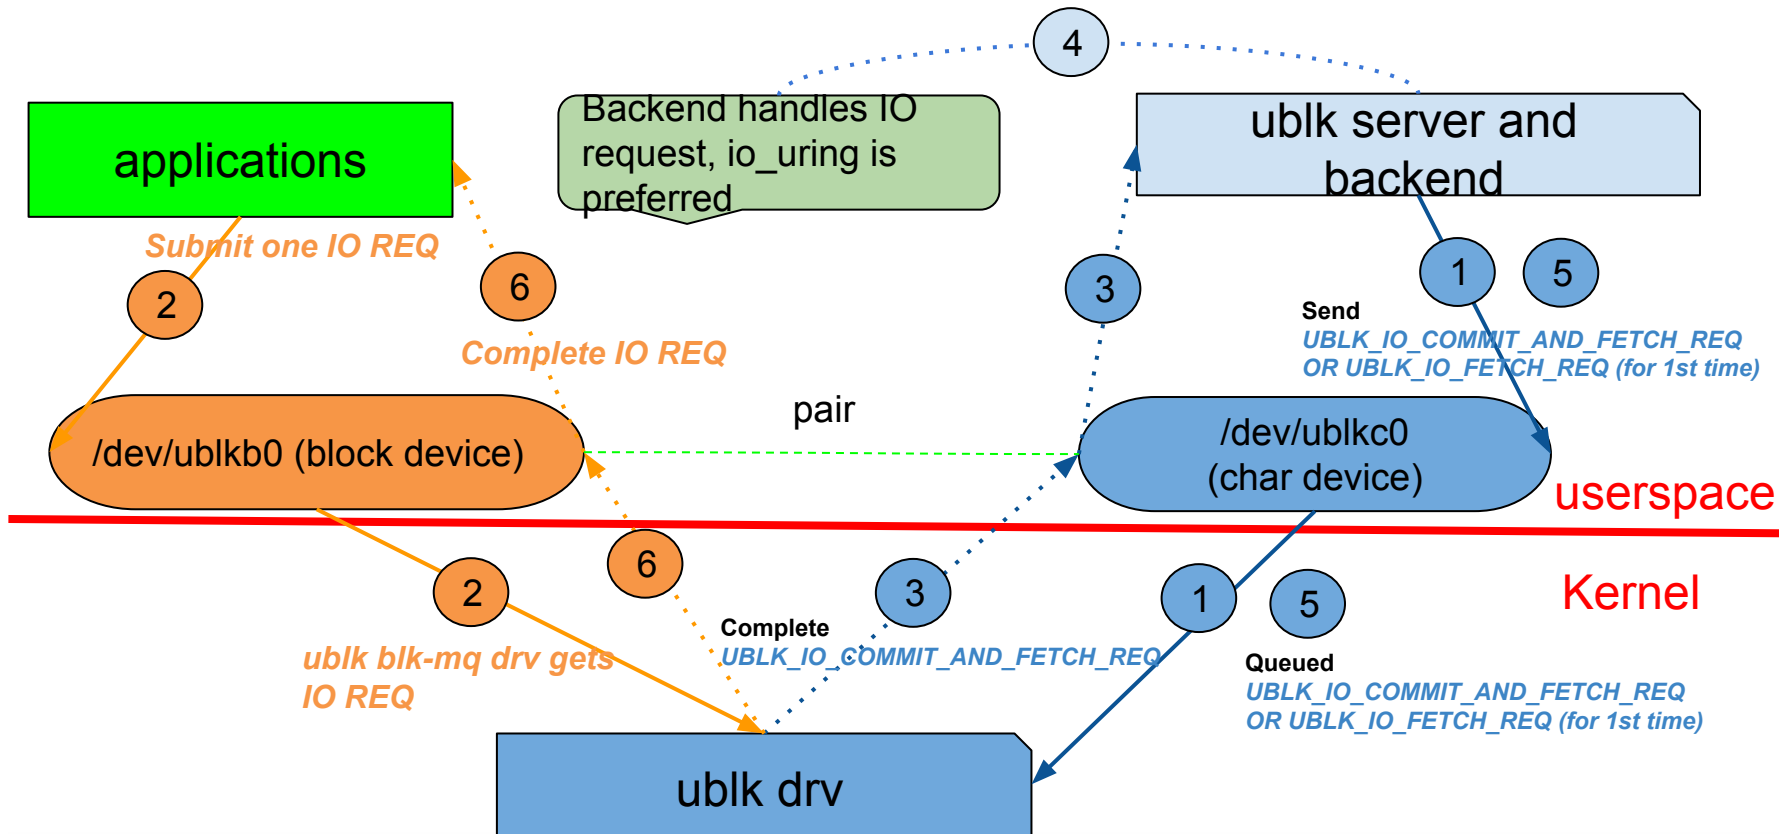 4
applications
Backend handles IO
request, io_uring is
preferred
ublk server and
backend
Submit one IO REQ
2
6
3
1
5
Complete IO REQ
Send
UBLK_IO_COMMIT_AND_FETCH_REQ
OR UBLK_IO_FETCH_REQ (for 1st time)
pair
/dev/ublkb0 (block device)
/dev/ublkc0
(char device)
userspace
Kernel
2
6
3
1
5
ublk blk-mq drv gets
IO REQ
Complete
UBLK_IO_COMMIT_AND_FETCH_REQ
Queued
UBLK_IO_COMMIT_AND_FETCH_REQ
OR UBLK_IO_FETCH_REQ (for 1st time)
ublk drv